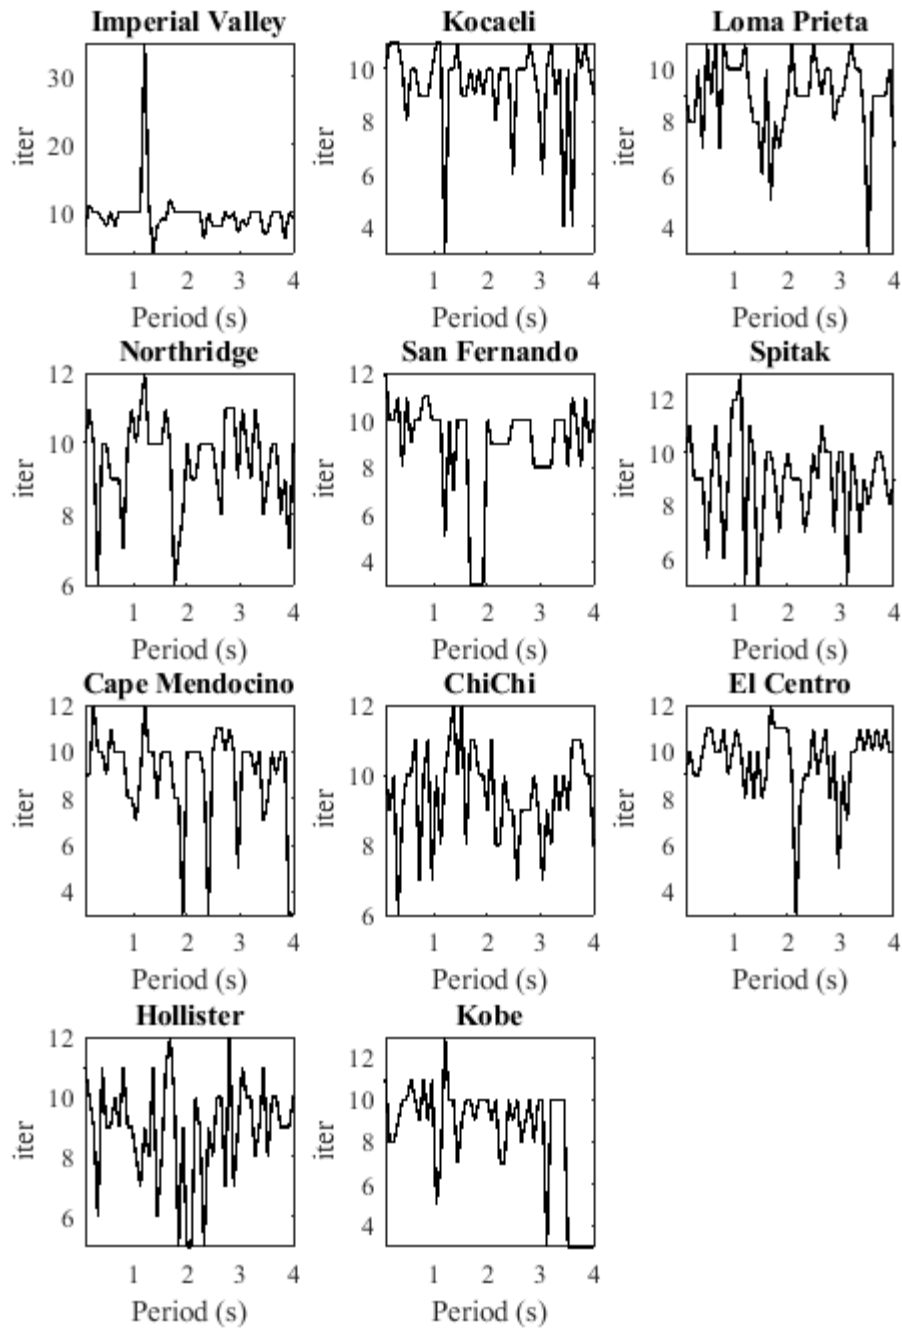 Imperial Valley Kocaeli Loma Prieta
30
20
10
iter
1 2 3 4
Period (s)
10
8
6
4
iter
1 2 3 4
Period (s)
10
8
6
4
iter
1 2 3 4
Period (s)
Northridge San Fernando Spitak
12
10
8
6
iter
1 2 3 4
Period (s)
12
10
8
6
4
iter
1 2 3 4
Period (s)
12
10
8
6
iter
1 2 3 4
Period (s)
Cape Mendocino ChiChi El Centro
12
10
8
6
4
iter
1 2 3 4
Period (s)
12
10
8
6
iter
1 2 3 4
Period (s)
12
10
8
6
4
iter
1 2 3 4
Period (s)
Hollister Kobe
12
10
8
6
iter
1 2 3 4
Period (s)
12
10
8
6
4
iter
1 2 3 4
Period (s)